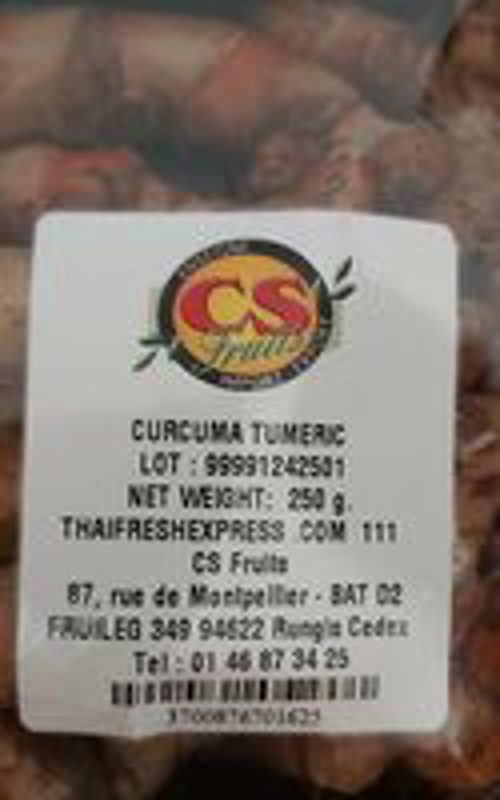 CS
Fruits
CURCUMA TUMERIC
LOT : 99991242501
NET WEIGHT: 250 g.
THAIFRESHEXPRESS .COM 111
CS Fruits
87, rue de Montpellier - BAT D2
FRUILEG 349 94622 Rungis Cedex
Tel : 01 46 87 34 25
3700876701625